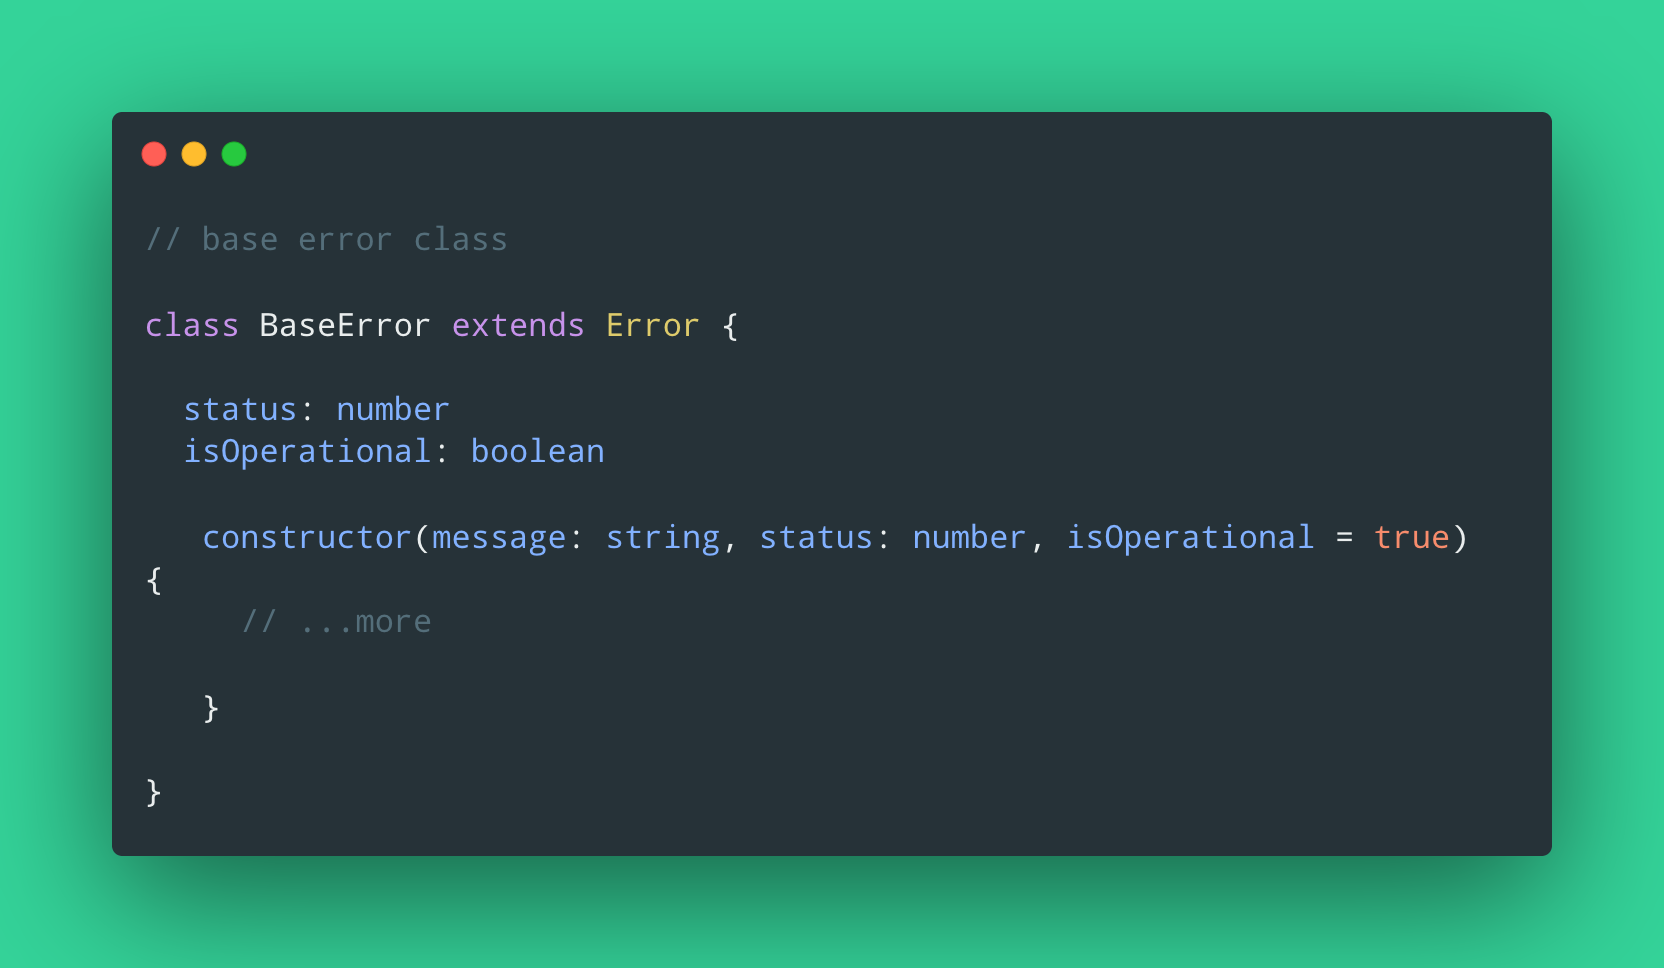 // base error class
class BaseError extends Error {
status: number
isOperational: boolean
constructor(message: string, status: number, isOperational = true)
{
// ...more
}
}